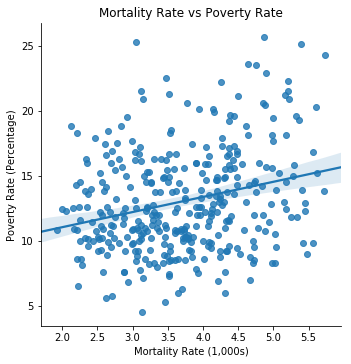 Mortality Rate vs Poverty Rate
Poverty Rate (Percentage)
25
20
15
10
5
2.0 2.5 3.0 3.5 4.0 4.5 5.0 5.5
Mortality Rate (1,000s)